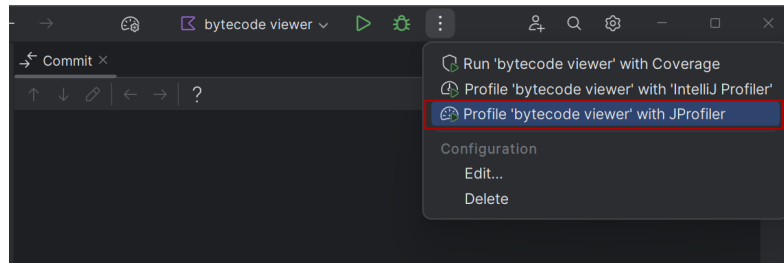 bytecode viewer
Commit
?
Run 'bytecode viewer' with Coverage
Profile 'bytecode viewer' with 'IntelliJ Profiler'
Profile 'bytecode viewer' with JProfiler
Configuration
Edit...
Delete